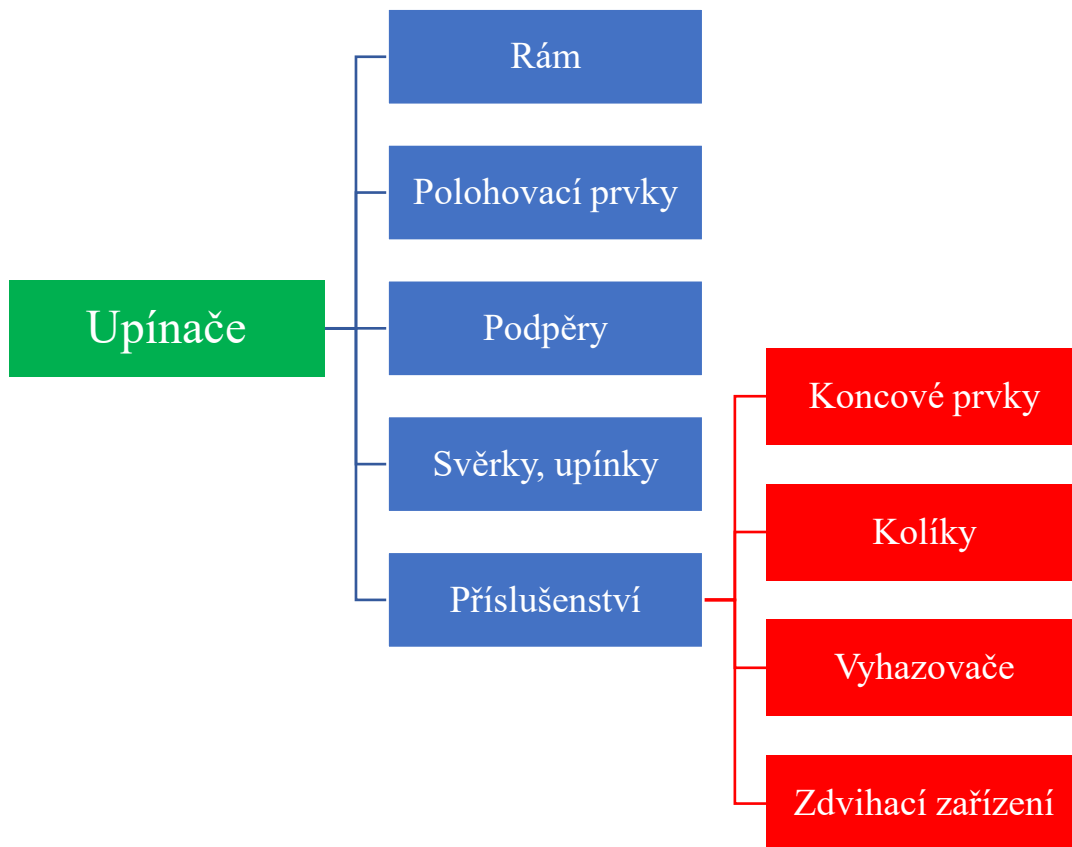 Upínače
Rám
Polohovací prvky
Podpěry
Svěrky, upínky
Příslušenství
Koncové prvky
Kolíky
Vyhazovače
Zdvihací zařízení